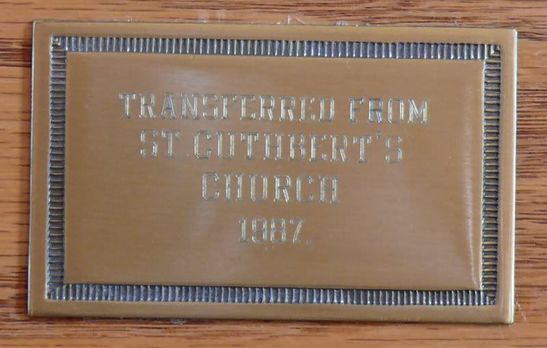 TRANSFERRED FROM
ST. CUTHBERT'S
CHURCH
1987.